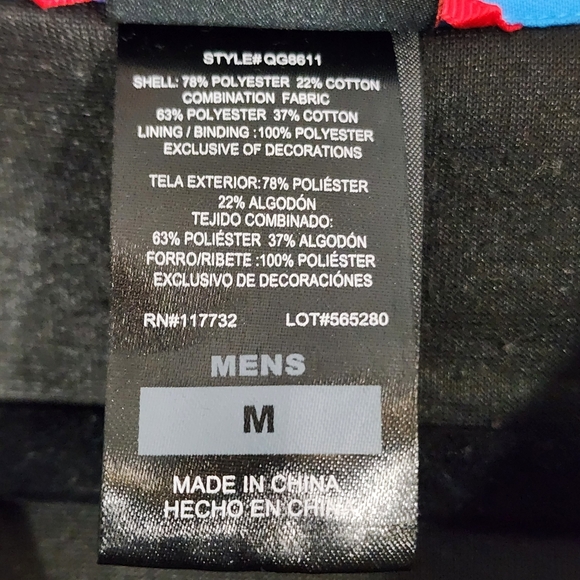 STYLE# QG8611
SHELL: 78% POLYESTER 22% COTTON
COMBINATION FABRIC
63% POLYESTER 37% COTTON
LINING / BINDING :100% POLYESTER
EXCLUSIVE OF DECORATIONS
TELA EXTERIOR: 78% POLIÉSTER
22% ALGODÓN
TEJIDO COMBINADO:
63% POLIÉSTER 37% ALGODÓN
FORRO/RIBETE :100% POLIÉSTER
EXCLUSIVO DE DECORACIÓNES
RN#117732 LOT#565280
MENS
M
MADE IN CHINA
HECHO EN CHINA